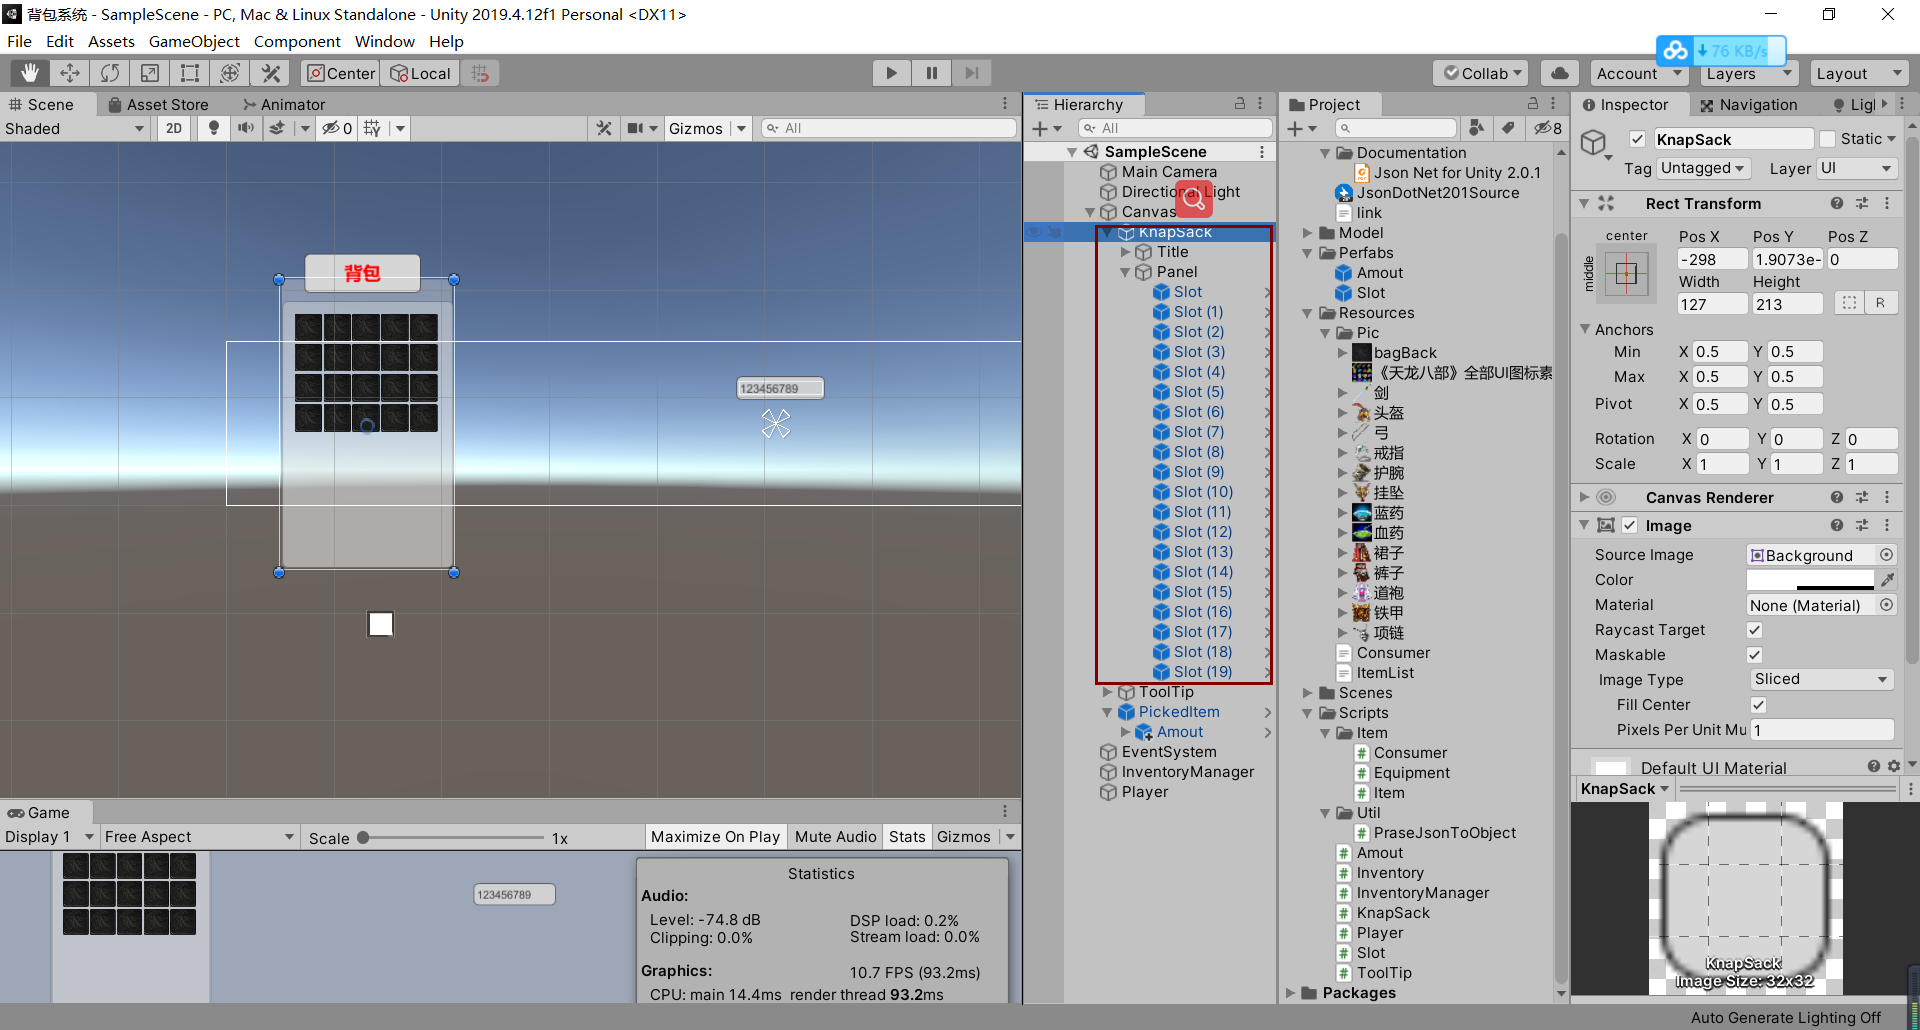 背包系统 - SampleScene - PC, Mac & Linux Standalone - Unity 2019.4.12f1 Personal <DX11>
File Edit Assets GameObject Component Window Help
Center Local Collab Account Layers Layout
76 KB/s
Scene Asset Store Animator
Shaded 2D 0 Gizmos All
背包
123456789
Game
Display 1 Free Aspect Scale 1x Maximize On Play Mute Audio Stats Gizmos
123456789
Statistics
Audio:
Level: -74.8 dB DSP load: 0.2%
Clipping: 0.0% Stream load: 0.0%
Graphics: 10.7 FPS (93.2ms)
CPU: main 14.4ms render thread 93.2ms
Hierarchy
All
SampleScene
Main Camera
Directional Light
Canvas
KnapSack
Title
Panel
Slot
Slot (1)
Slot (2)
Slot (3)
Slot (4)
Slot (5)
Slot (6)
Slot (7)
Slot (8)
Slot (9)
Slot (10)
Slot (11)
Slot (12)
Slot (13)
Slot (14)
Slot (15)
Slot (16)
Slot (17)
Slot (18)
Slot (19)
ToolTip
PickedItem
Amout
EventSystem
InventoryManager
Player
Project
8
Documentation
Json Net for Unity 2.0.1
JsonDotNet201Source
link
Model
Perfabs
Amout
Slot
Resources
Pic
bagBack
《天龙八部》全部UI图标素
剑
头盔
弓
戒指
护腕
挂坠
蓝药
血药
裙子
裤子
道袍
铁甲
项链
Consumer
ItemList
Scenes
Scripts
Item
Consumer
Equipment
Item
Util
PraseJsonToObject
Amout
Inventory
InventoryManager
KnapSack
Player
Slot
ToolTip
Packages
Inspector Navigation Ligl
KnapSack Static
Tag Untagged Layer UI
Rect Transform
center Pos X Pos Y Pos Z
middle -298 1.9073e- 0
Width Height
127 213 R
Anchors
Min X 0.5 Y 0.5
Max X 0.5 Y 0.5
Pivot X 0.5 Y 0.5
Rotation X 0 Y 0 Z 0
Scale X 1 Y 1 Z 1
Canvas Renderer
Image
Source Image Background
Color
Material None (Material)
Raycast Target
Maskable
Image Type Sliced
Fill Center
Pixels Per Unit Mu 1
Default UI Material
KnapSack
KnapSack
Image Size: 32x32
Auto Generate Lighting Off